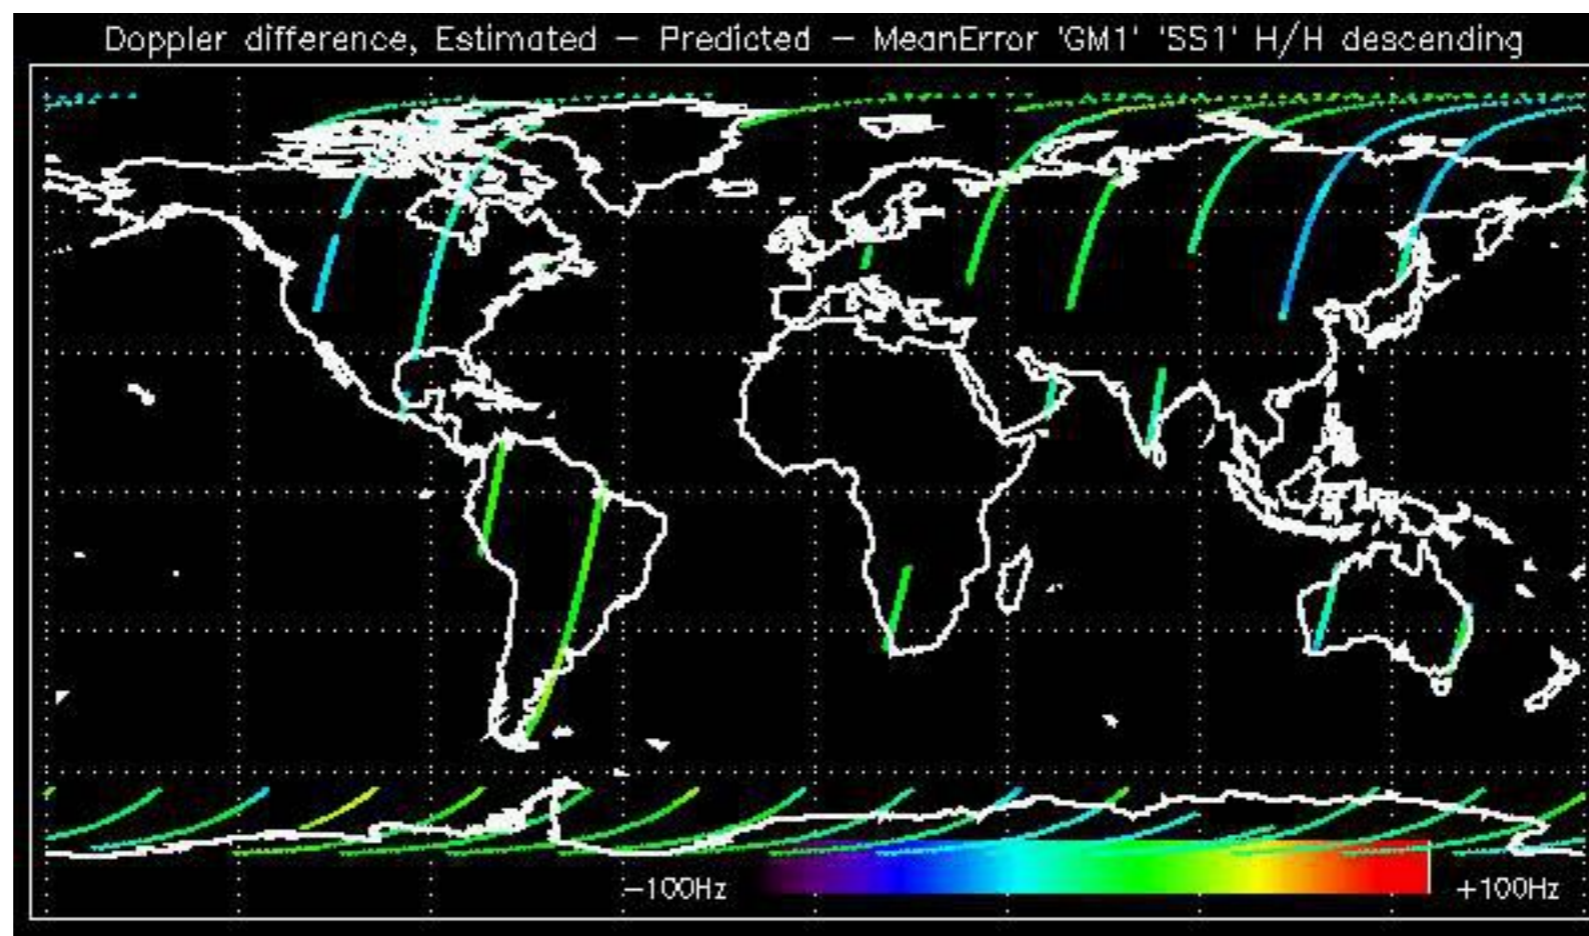 Doppler difference, Estimated – Predicted – MeanError 'GM1' 'SS1' H/H descending
–100Hz
+100Hz